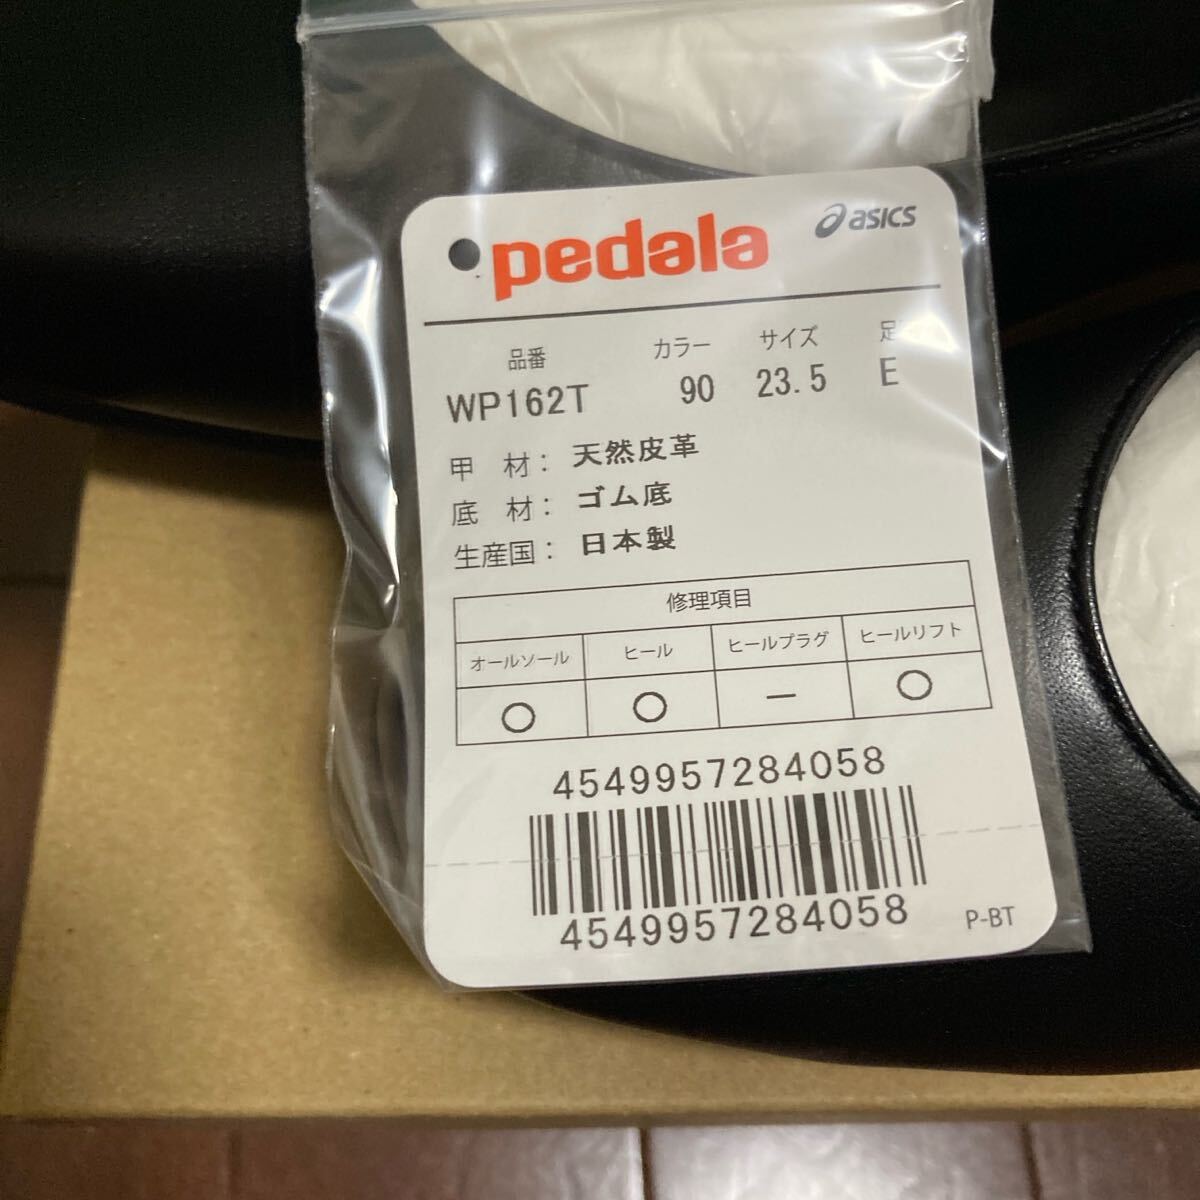 pedala asics
品番 カラー サイズ 足
WP162T 90 23.5 E
甲 材： 天然皮革
底 材： ゴム底
生産国： 日本製
修理項目
オールソール ヒール ヒールプラグ ヒールリフト
○ ○ － ○
4549957284058
4549957284058
P-BT